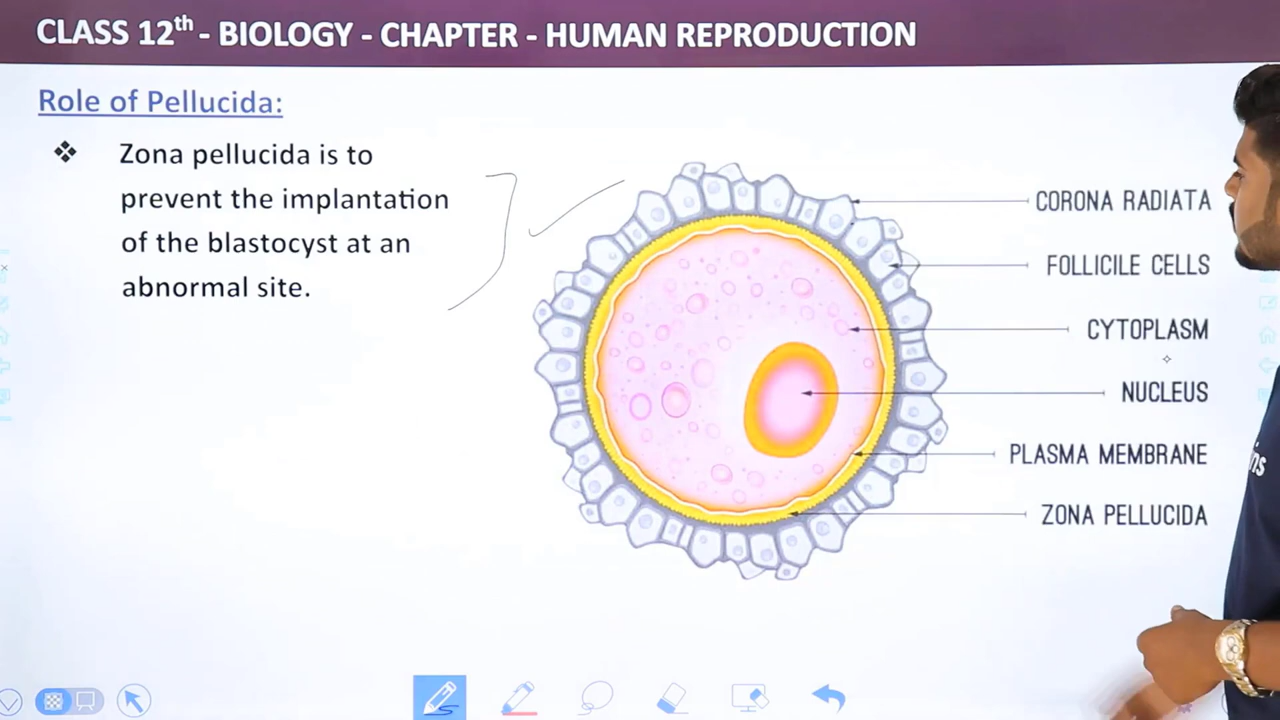 CLASS 12th - BIOLOGY - CHAPTER - HUMAN REPRODUCTION
Role of Pellucida:
❖ Zona pellucida is to
prevent the implantation
of the blastocyst at an
abnormal site.
CORONA RADIATA
FOLLICILE CELLS
CYTOPLASM
NUCLEUS
PLASMA MEMBRANE
ZONA PELLUCIDA